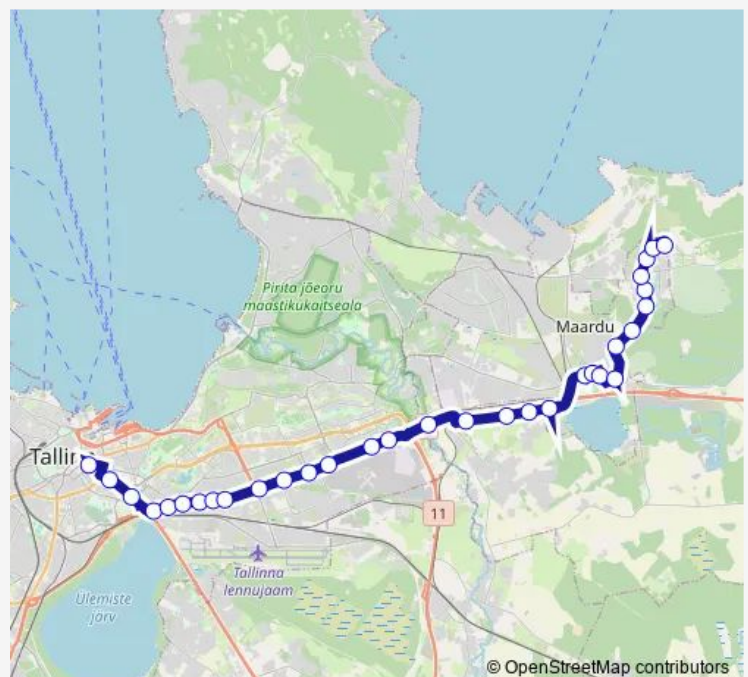 Pirita jõeoru
maastikukaitseala
Maardu
Tallin
11
Tallinna
lennujaam
Ülemiste
järv
© OpenStreetMap contributors